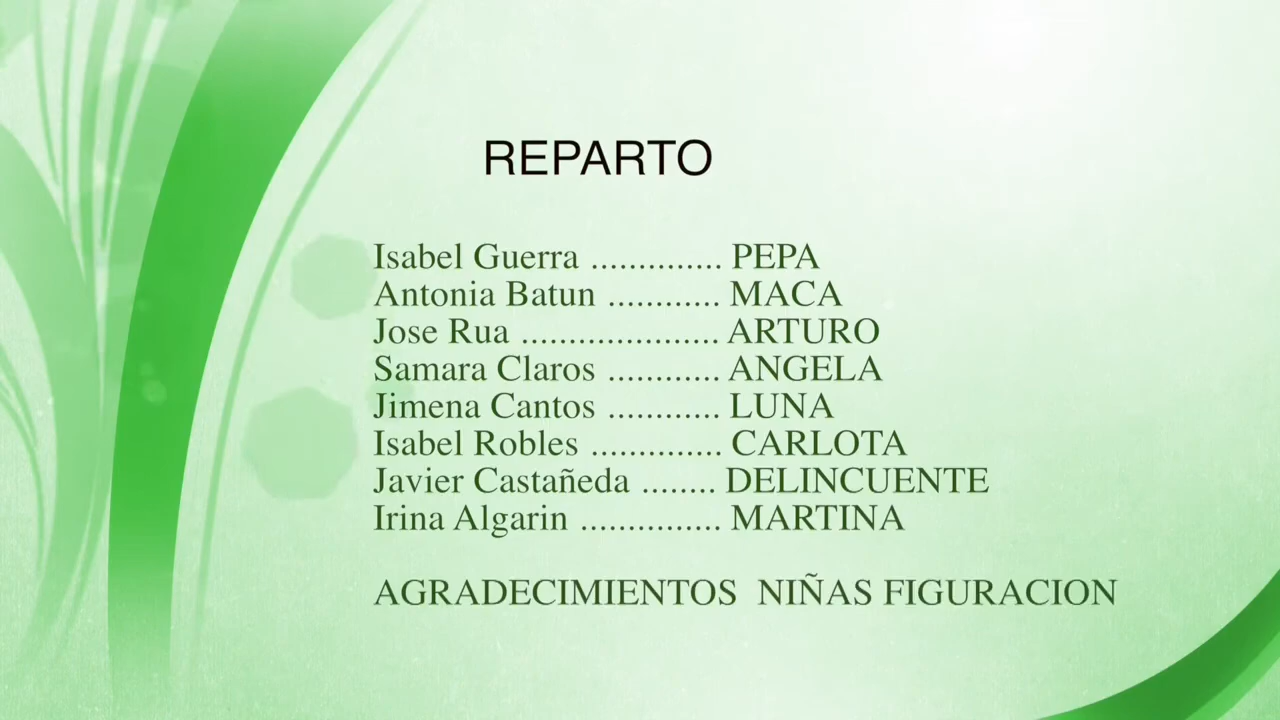 REPARTO
Isabel Guerra .............. PEPA
Antonia Batun ............ MACA
Jose Rua ..................... ARTURO
Samara Claros ............ ANGELA
Jimena Cantos ............ LUNA
Isabel Robles .............. CARLOTA
Javier Castañeda ........ DELINCUENTE
Irina Algarin ............... MARTINA
AGRADECIMIENTOS  NIÑAS FIGURACION